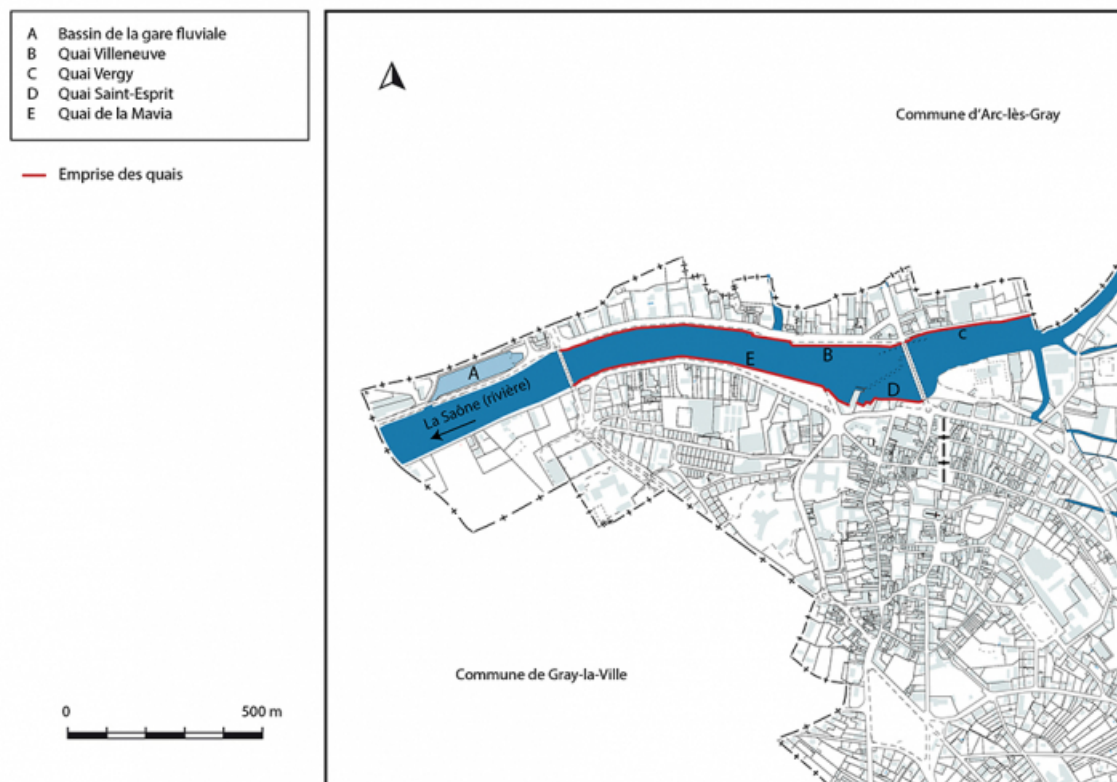 A Bassin de la gare fluviale
B Quai Villeneuve
C Quai Vergy
D Quai Saint-Esprit
E Quai de la Mavia
Emprise des quais
Commune d'Arc-lès-Gray
C
B
E
A
D
La Saône (rivière)
Commune de Gray-la-Ville
0 500 m